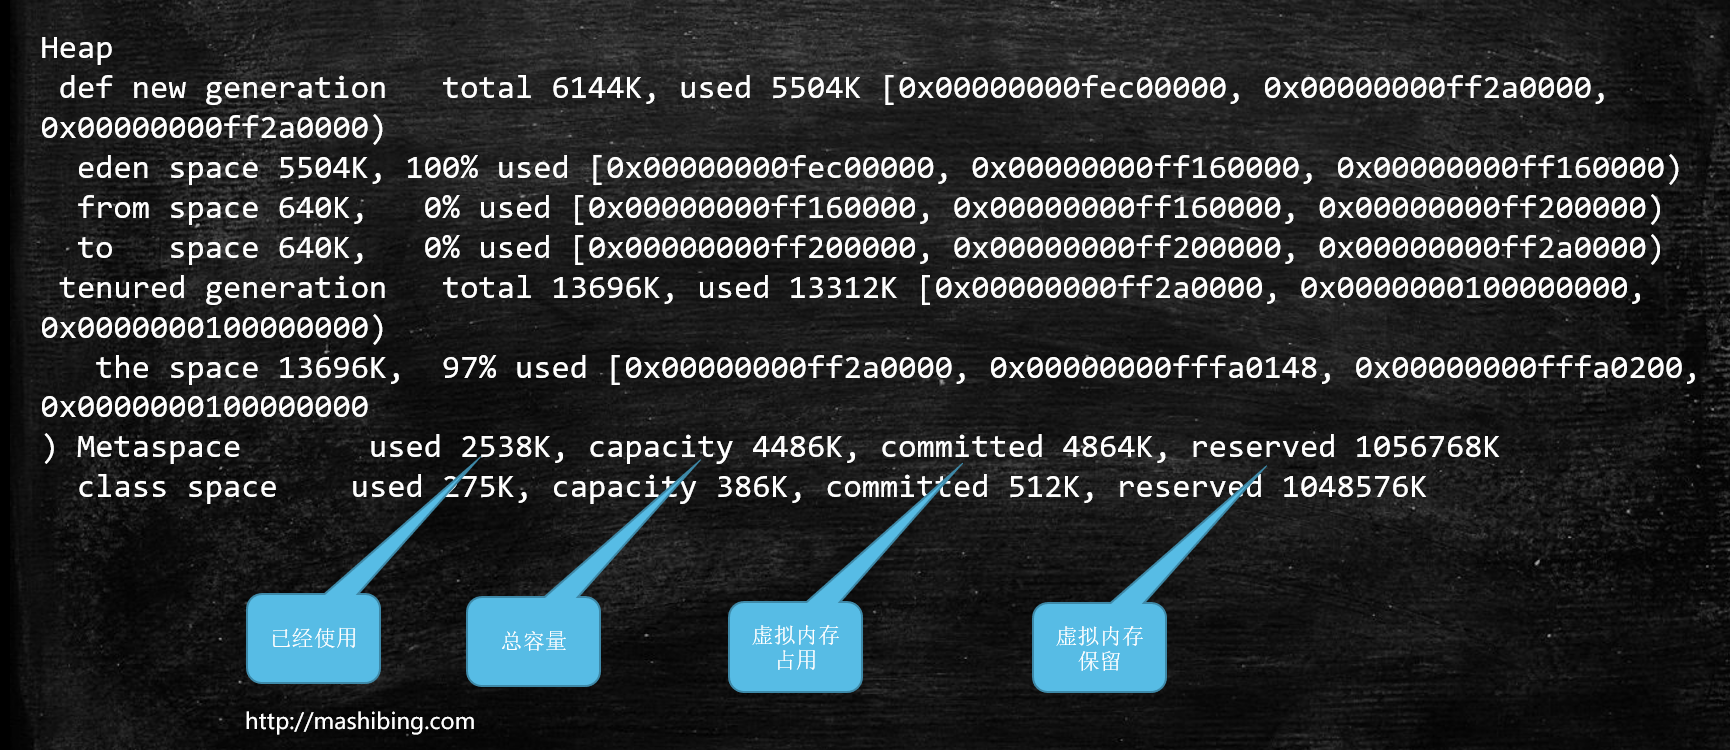 Heap
def new generation   total 6144K, used 5504K [0x00000000fec00000, 0x00000000ff2a0000,
0x00000000ff2a0000)
eden space 5504K, 100% used [0x00000000fec00000, 0x00000000ff160000, 0x00000000ff160000)
from space 640K,   0% used [0x00000000ff160000, 0x00000000ff160000, 0x00000000ff200000)
to   space 640K,   0% used [0x00000000ff200000, 0x00000000ff200000, 0x00000000ff2a0000)
tenured generation   total 13696K, used 13312K [0x00000000ff2a0000, 0x0000000100000000,
0x0000000100000000)
the space 13696K,  97% used [0x00000000ff2a0000, 0x00000000fffa0148, 0x00000000fffa0200,
0x0000000100000000
) Metaspace       used 2538K, capacity 4486K, committed 4864K, reserved 1056768K
class space    used 275K, capacity 386K, committed 512K, reserved 1048576K
已经使用
总容量
虚拟内存
占用
虚拟内存
保留
http://mashibing.com